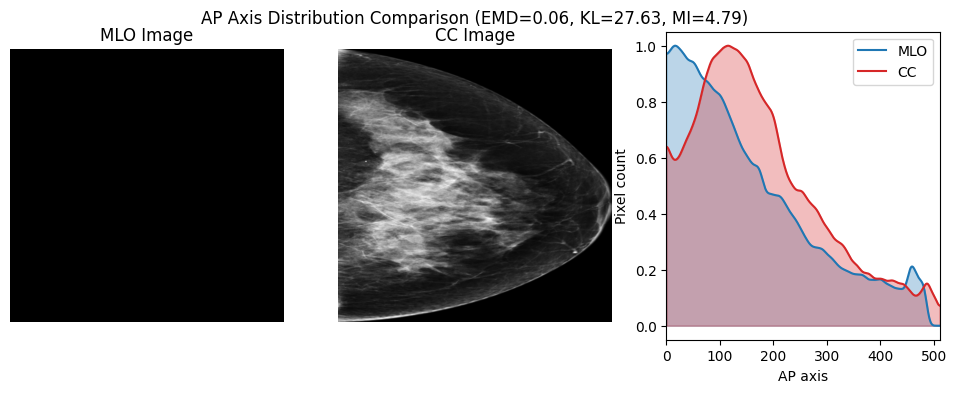 AP Axis Distribution Comparison (EMD=0.06, KL=27.63, MI=4.79)
MLO Image
CC Image
MLO
CC
Pixel count
1.0
0.8
0.6
0.4
0.2
0.0
0 100 200 300 400 500
AP axis